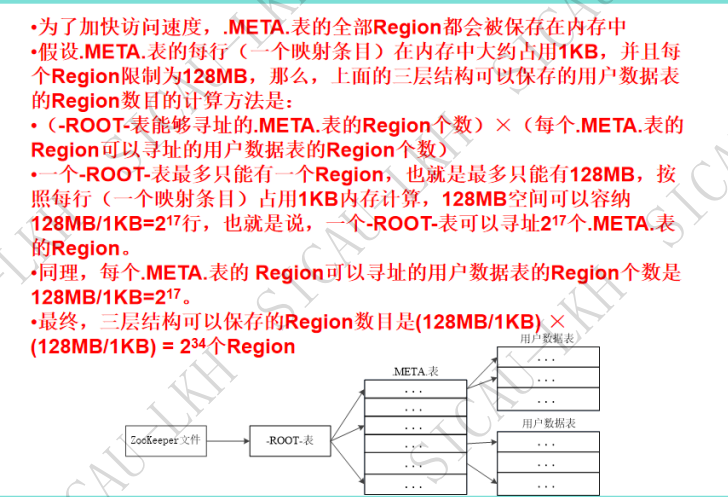 •为了加快访问速度，.META.表的全部Region都会被保存在内存中
•假设.META.表的每行（一个映射条目）在内存中大约占用1KB，并且每
个Region限制为128MB，那么，上面的三层结构可以保存的用户数据表
的Region数目的计算方法是：
•（-ROOT-表能够寻址的.META.表的Region个数）×（每个.META.表的
Region可以寻址的用户数据表的Region个数）
•一个-ROOT-表最多只能有一个Region，也就是最多只能有128MB，按
照每行（一个映射条目）占用1KB内存计算，128MB空间可以容纳
128MB/1KB=2¹⁷行，也就是说，一个-ROOT-表可以寻址2¹⁷个.META.表
的Region。
•同理，每个.META.表的 Region可以寻址的用户数据表的Region个数是
128MB/1KB=2¹⁷。
•最终，三层结构可以保存的Region数目是(128MB/1KB) ×
(128MB/1KB) = 2³⁴个Region
用户数据表
...
...
...
.META.表
...
...
...
...
...
...
ZooKeeper文件
-ROOT-表
用户数据表
...
...
...
SICAU-LKH